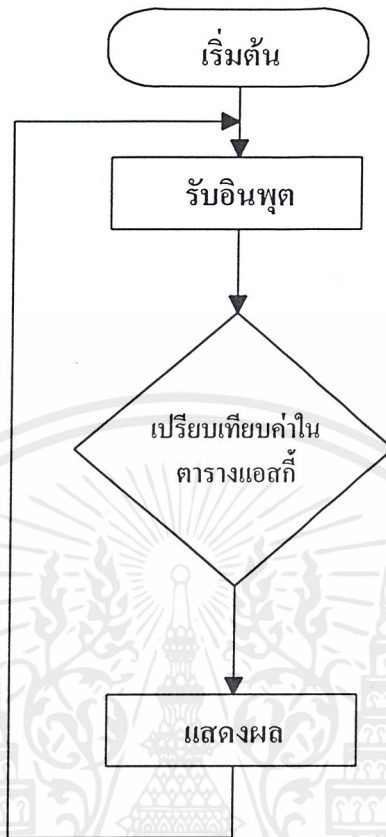 เริ่มต้น
รับอินพุต
เปรียบเทียบค่าใน
ตารางแอสกี้
แสดงผล